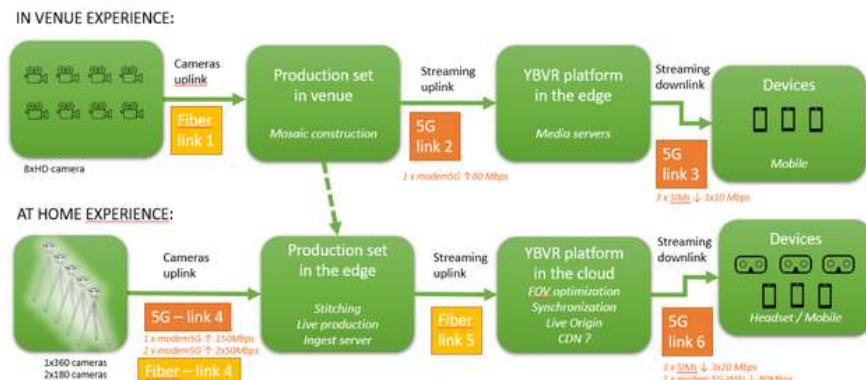 IN VENUE EXPERIENCE:
Cameras
uplink
Fiber
link 1
8xHD camera
Production set
in venue
Mosaic construction
Streaming
uplink
5G
link 2
1 x modem5G ↑60 Mbps
YBVR platform
in the edge
Media servers
Streaming
downlink
5G
link 3
3 x SIMs ↓ 3x10 Mbps
Devices
Mobile
AT HOME EXPERIENCE:
1x360 cameras
2x180 cameras
Cameras
uplink
5G – link 4
1 x modem5G ↑ 150Mbps
2 x modem5G ↑ 2x50Mbps
Fiber – link 4
Production set
in the edge
Stitching
Live production
Ingest server
Streaming
uplink
Fiber
link 5
YBVR platform
in the cloud
FOV optimization
Synchronization
Live Origin
CDN ?
Streaming
downlink
5G
link 6
3 x SIMs ↓ 3x20 Mbps
modem 5G-WiFi ↓ 80Mbps
Devices
Headset / Mobile